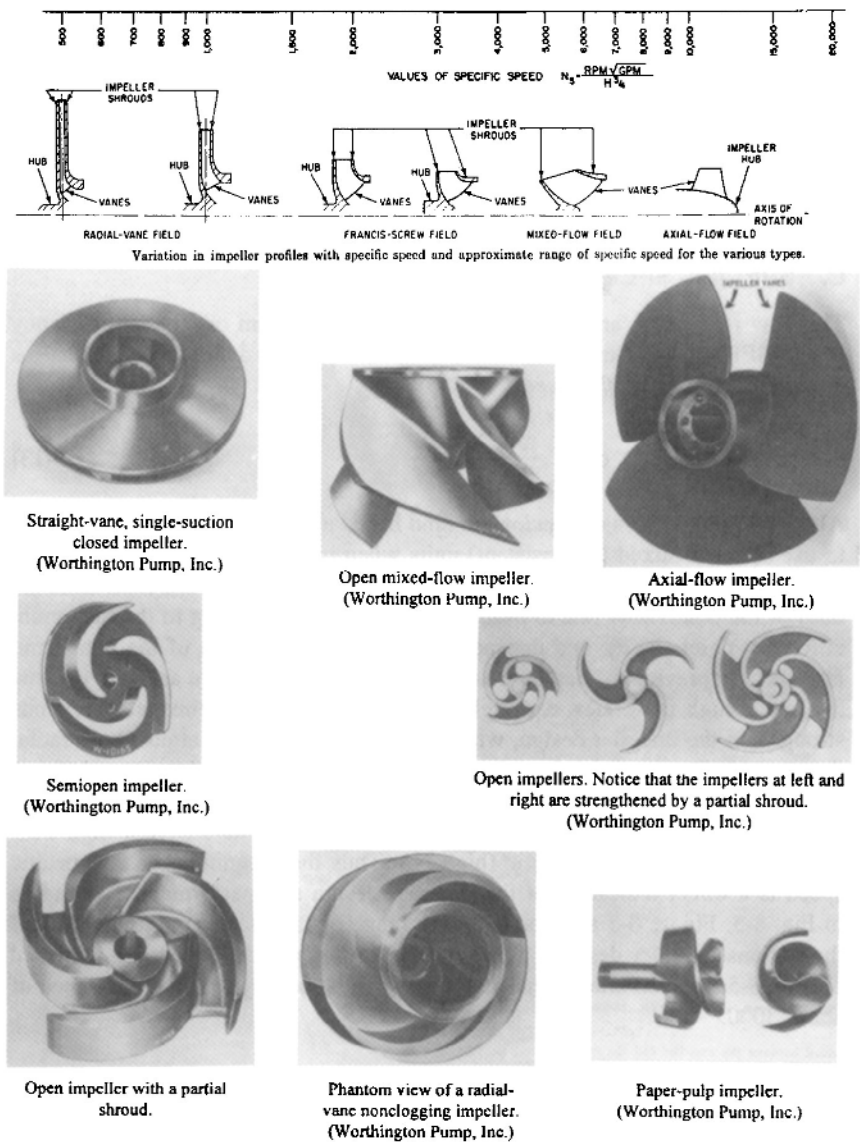 500
600
700
800
900
1,000
1,500
2,000
3,000
4,000
5,000
6,000
7,000
8,000
9,000
10,000
15,000
20,000
VALUES OF SPECIFIC SPEED Ns = RPM√GPM / H¾
IMPELLER
SHROUDS
IMPELLER
SHROUDS
IMPELLER
HUB
HUB
HUB
HUB
HUB
VANES
VANES
VANES
VANES
AXIS OF
ROTATION
RADIAL-VANE FIELD
FRANCIS-SCREW FIELD
MIXED-FLOW FIELD
AXIAL-FLOW FIELD
Variation in impeller profiles with specific speed and approximate range of specific speed for the various types.
IMPELLER VANES
Straight-vane, single-suction
closed impeller.
(Worthington Pump, Inc.)
Open mixed-flow impeller.
(Worthington Pump, Inc.)
Axial-flow impeller.
(Worthington Pump, Inc.)
Semiopen impeller.
(Worthington Pump, Inc.)
Open impellers. Notice that the impellers at left and
right are strengthened by a partial shroud.
(Worthington Pump, Inc.)
Open impeller with a partial
shroud.
Phantom view of a radial-
vane nonclogging impeller.
(Worthington Pump, Inc.)
Paper-pulp impeller.
(Worthington Pump, Inc.)